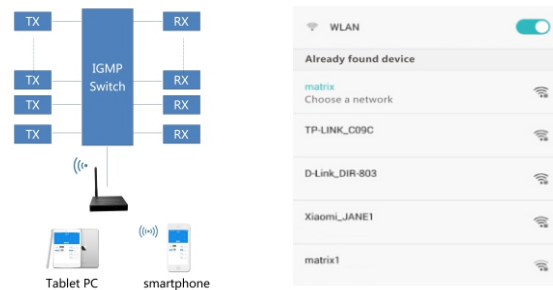 TX
RX
IGMP
Switch
TX
RX
TX
RX
TX
RX
Tablet PC
smartphone
WLAN
Already found device
matrix
Choose a network
TP-LINK_C09C
D-Link_DIR-803
Xiaomi_JANE1
matrix1